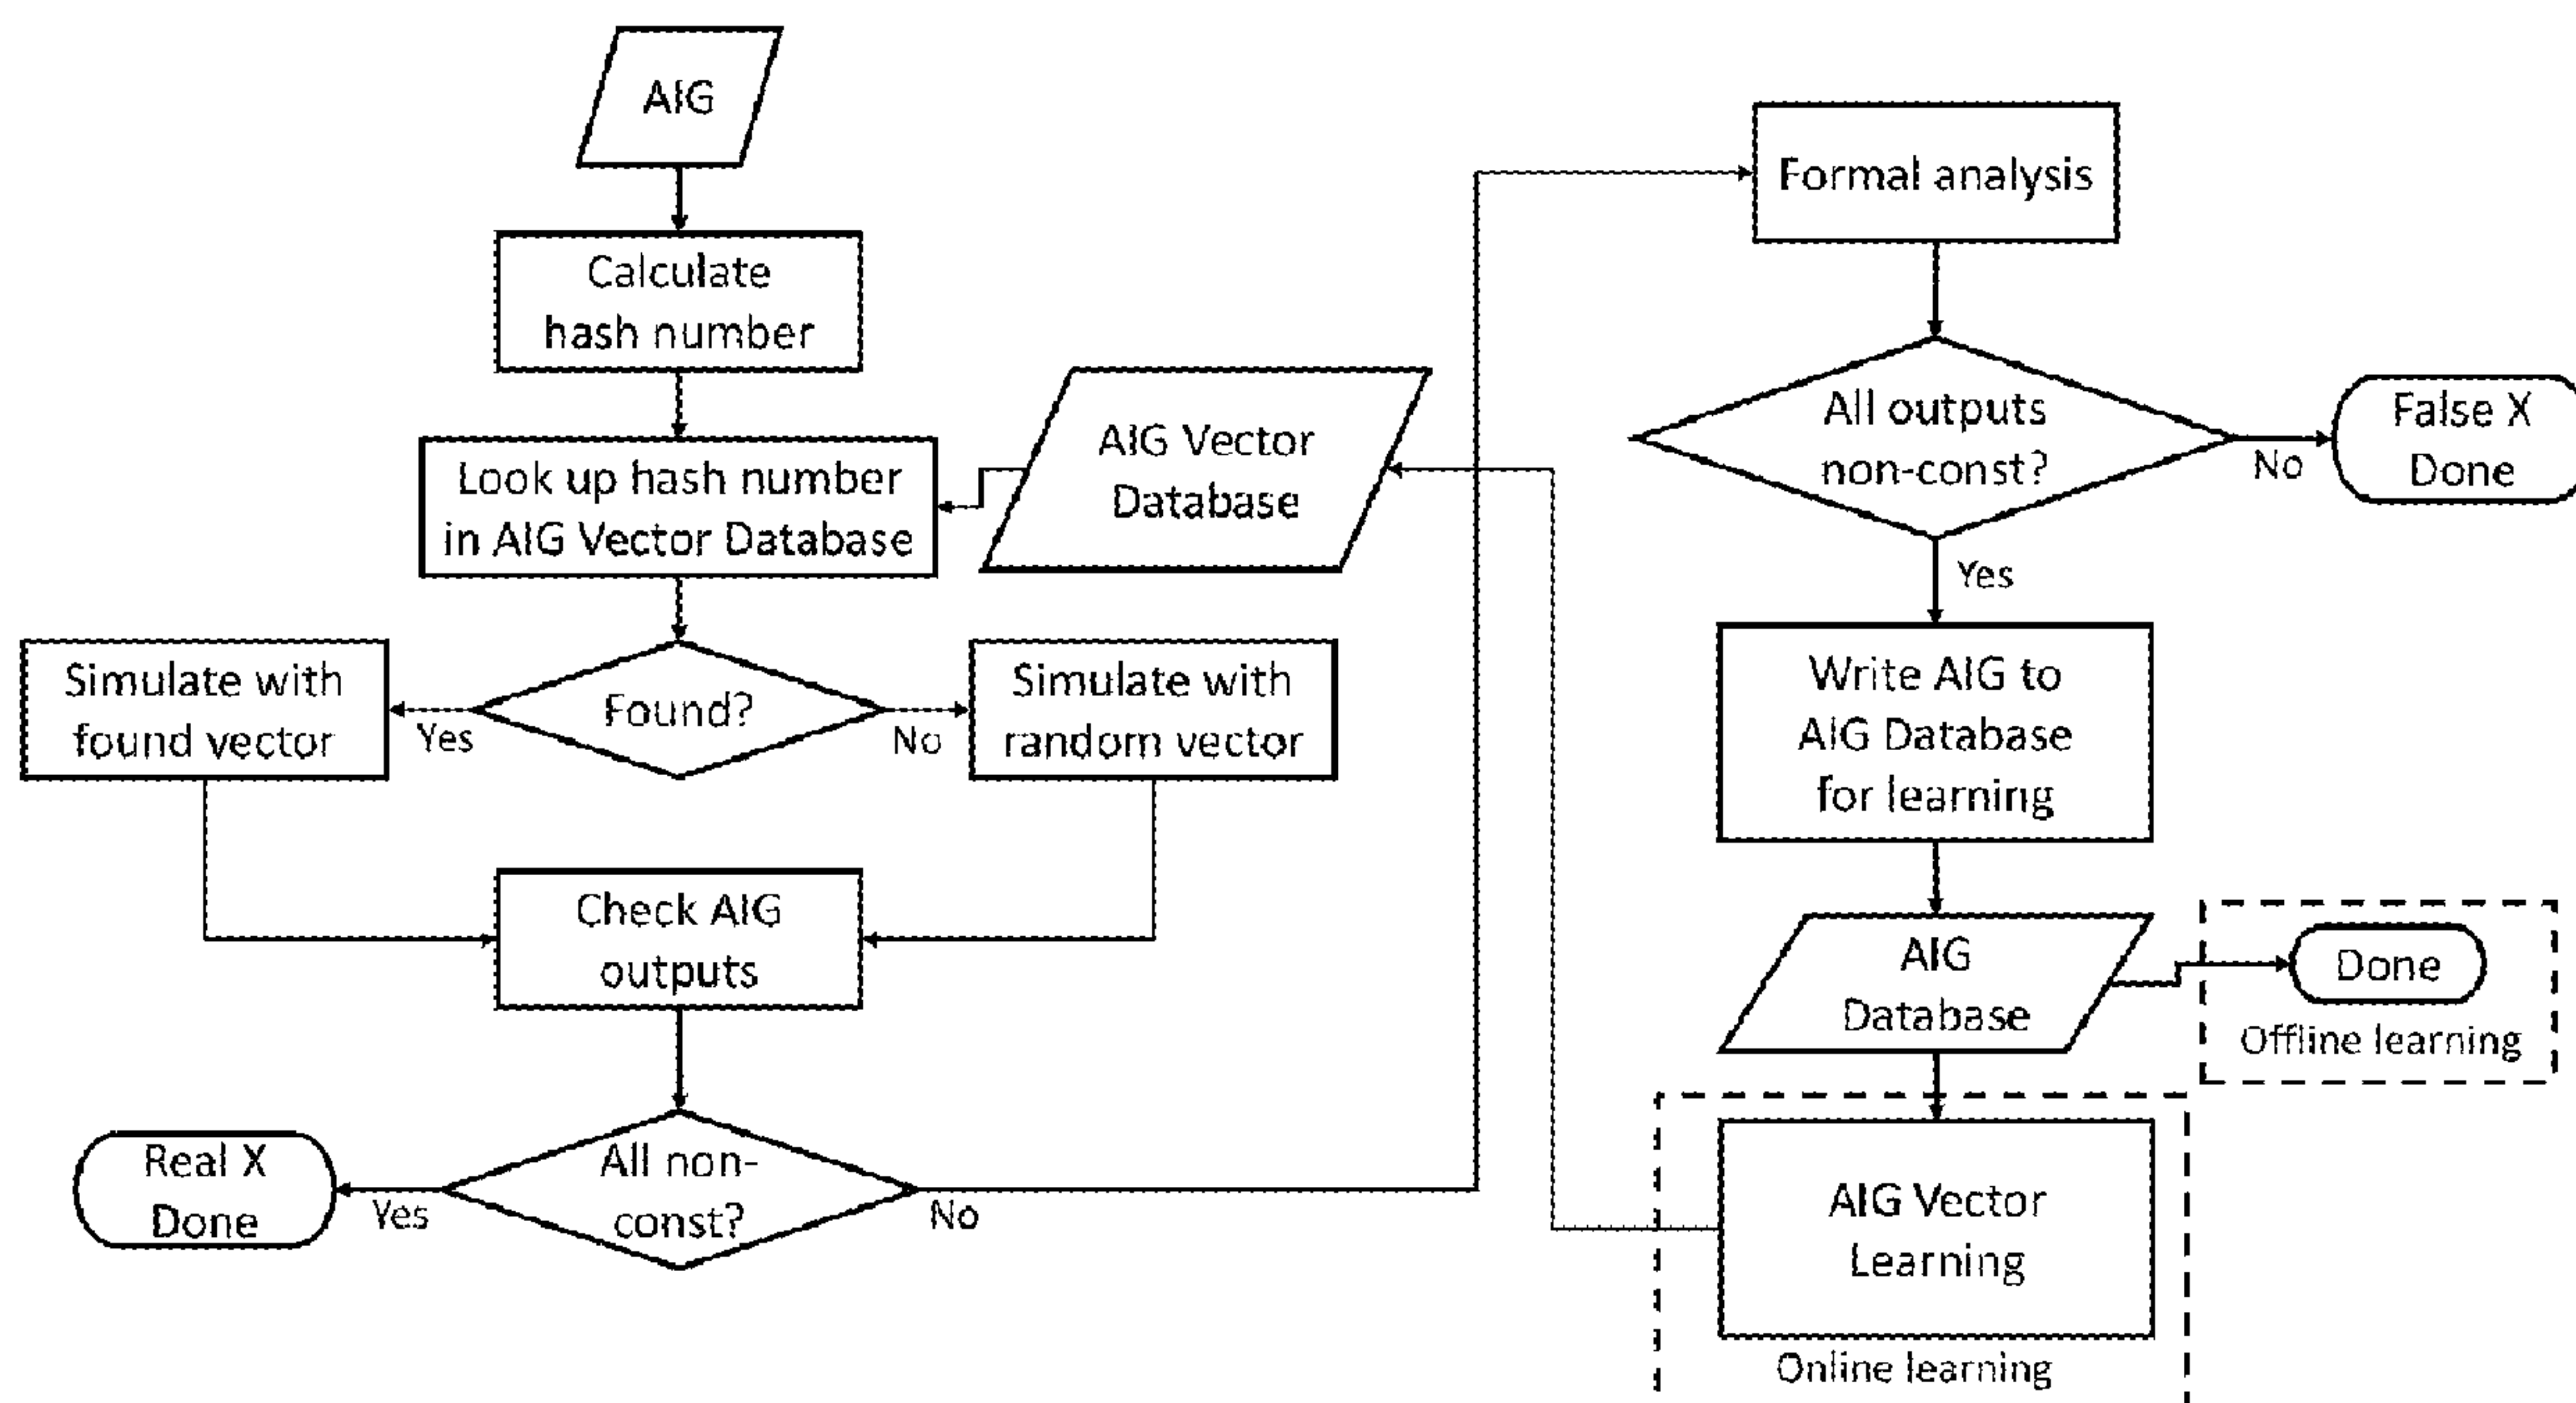 AIG
Calculate
hash number
Look up hash number
in AIG Vector Database
AIG Vector
Database
Found?
Yes
No
Simulate with
found vector
Simulate with
random vector
Check AIG
outputs
All non-
const?
Yes
No
Real X
Done
Formal analysis
All outputs
non-const?
No
False X
Done
Yes
Write AIG to
AIG Database
for learning
AIG
Database
Done
Offline learning
AIG Vector
Learning
Online learning